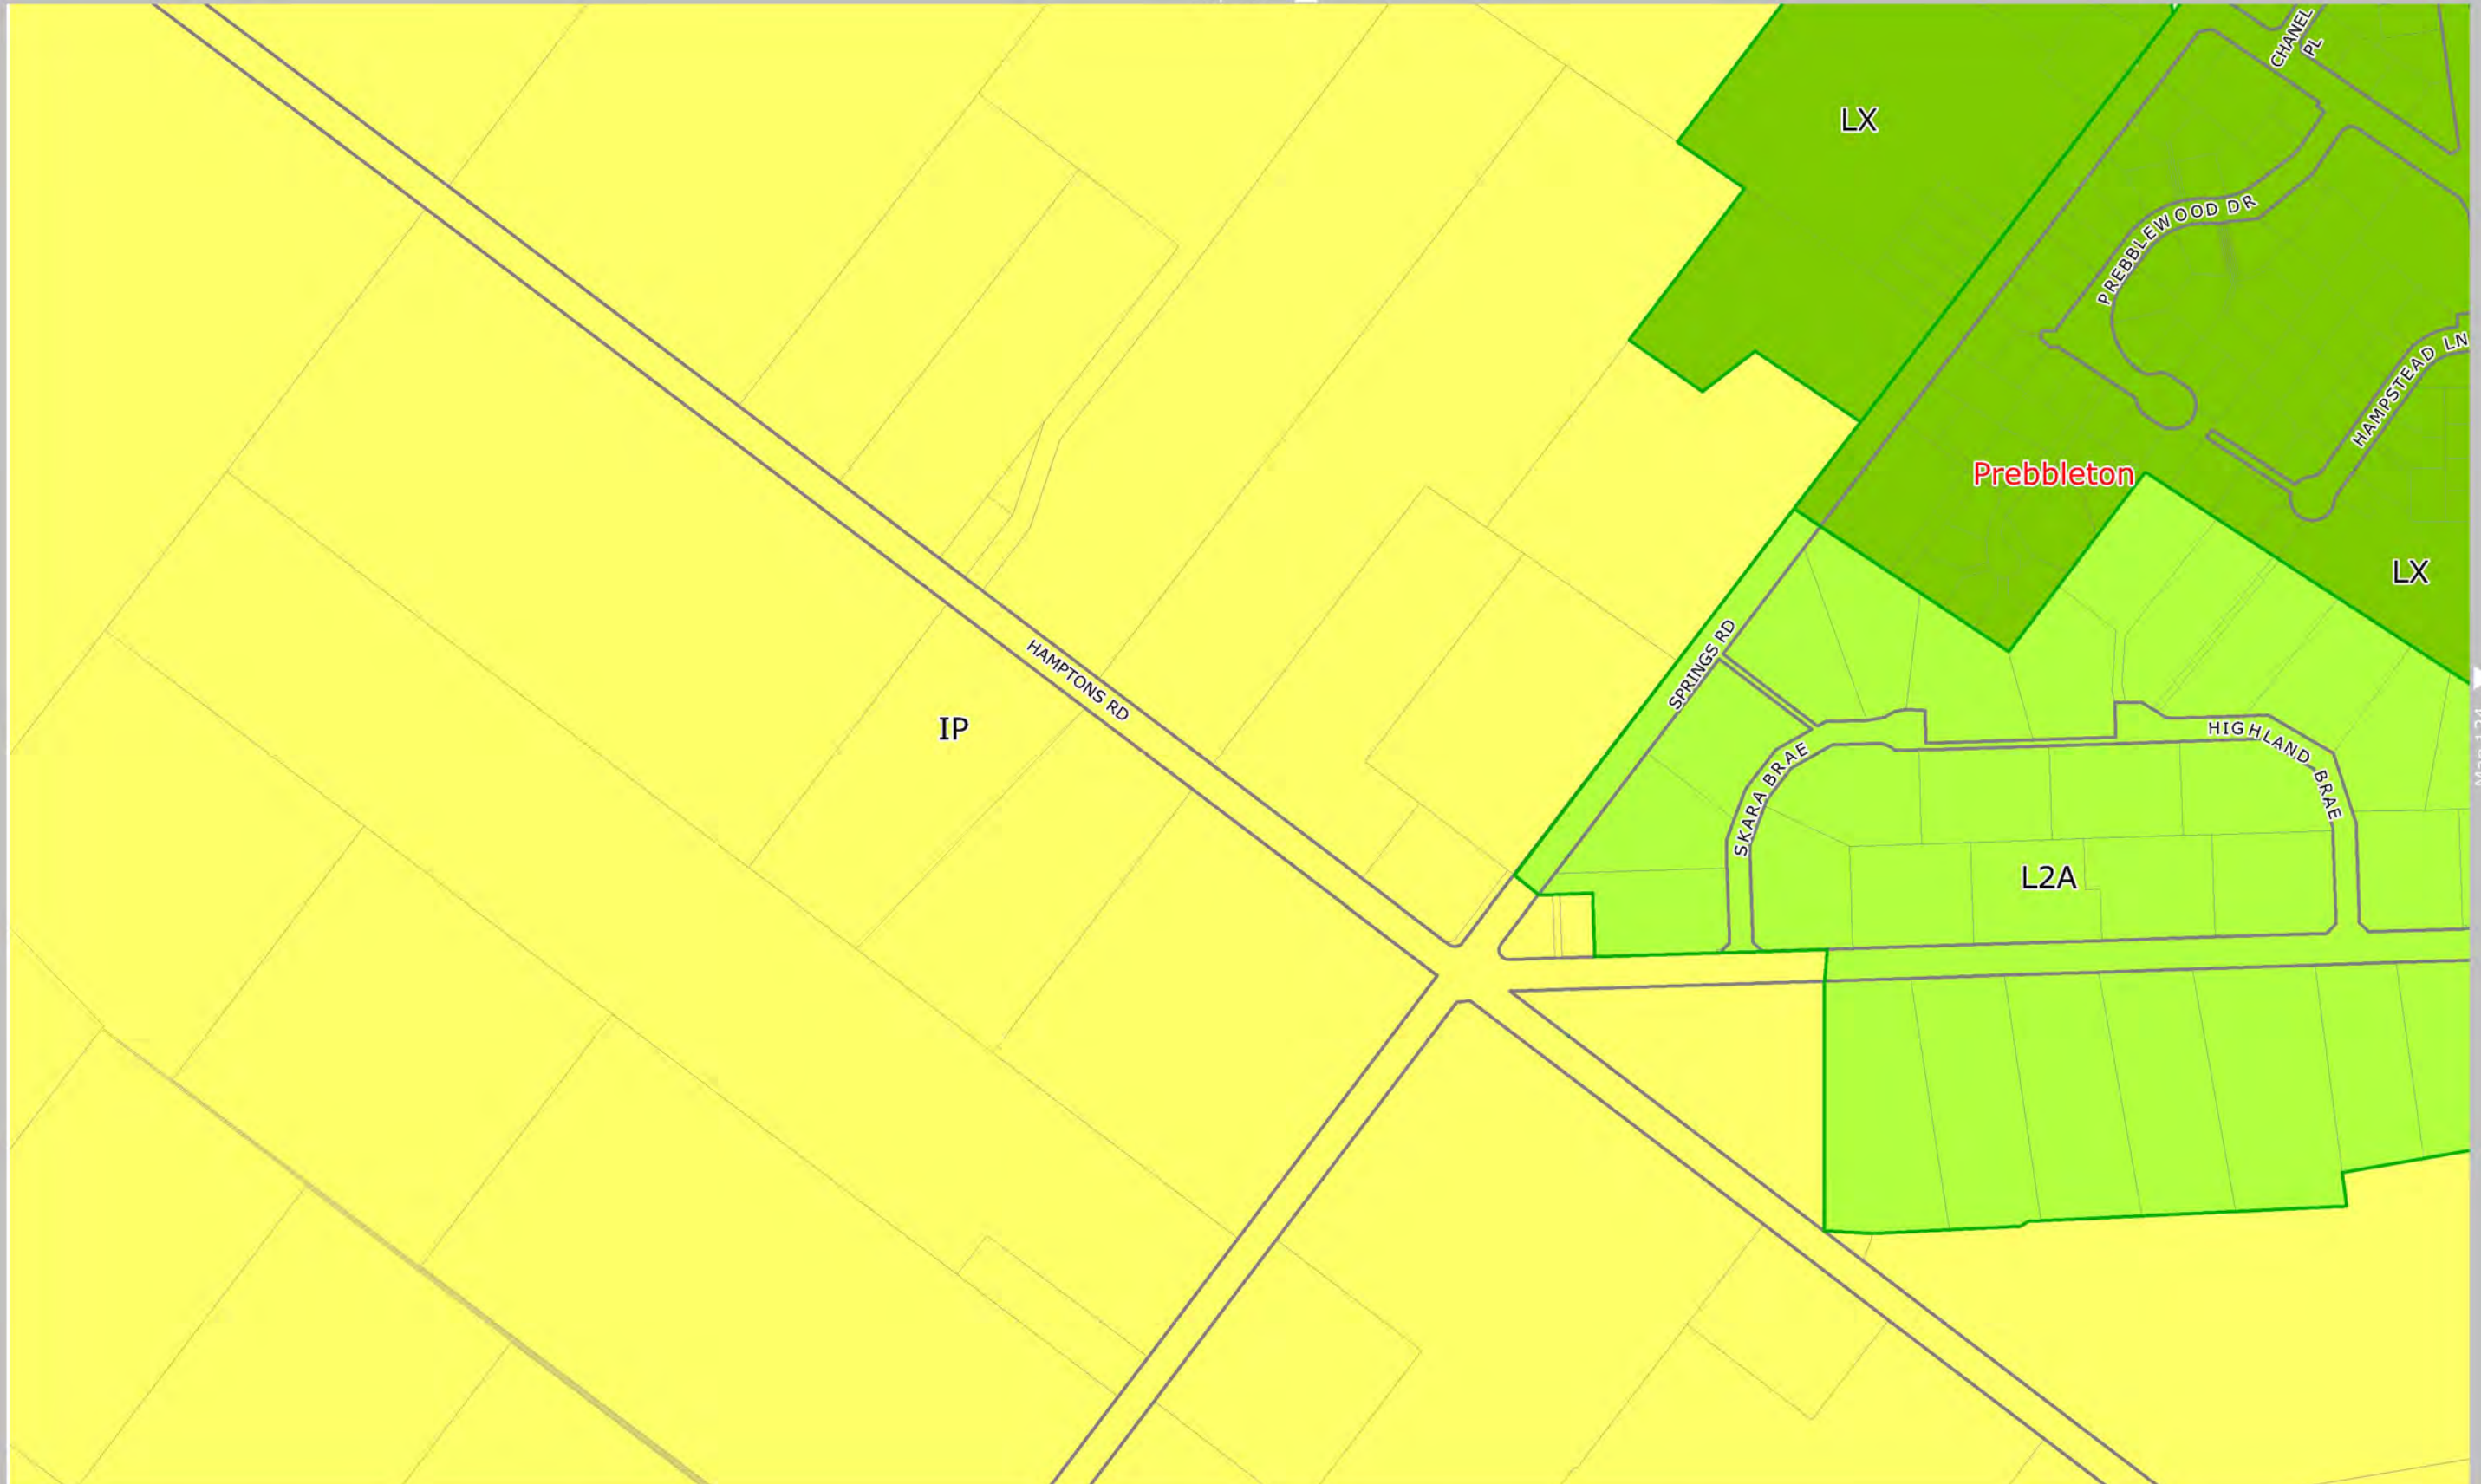 CHANEL
PL
LX
PREBBLEWOOD DR
HAMPSTEAD LN
Prebbleton
LX
SPRINGS RD
HAMPTONS RD
IP
HIGHLAND BRAE
SKARA BRAE
L2A